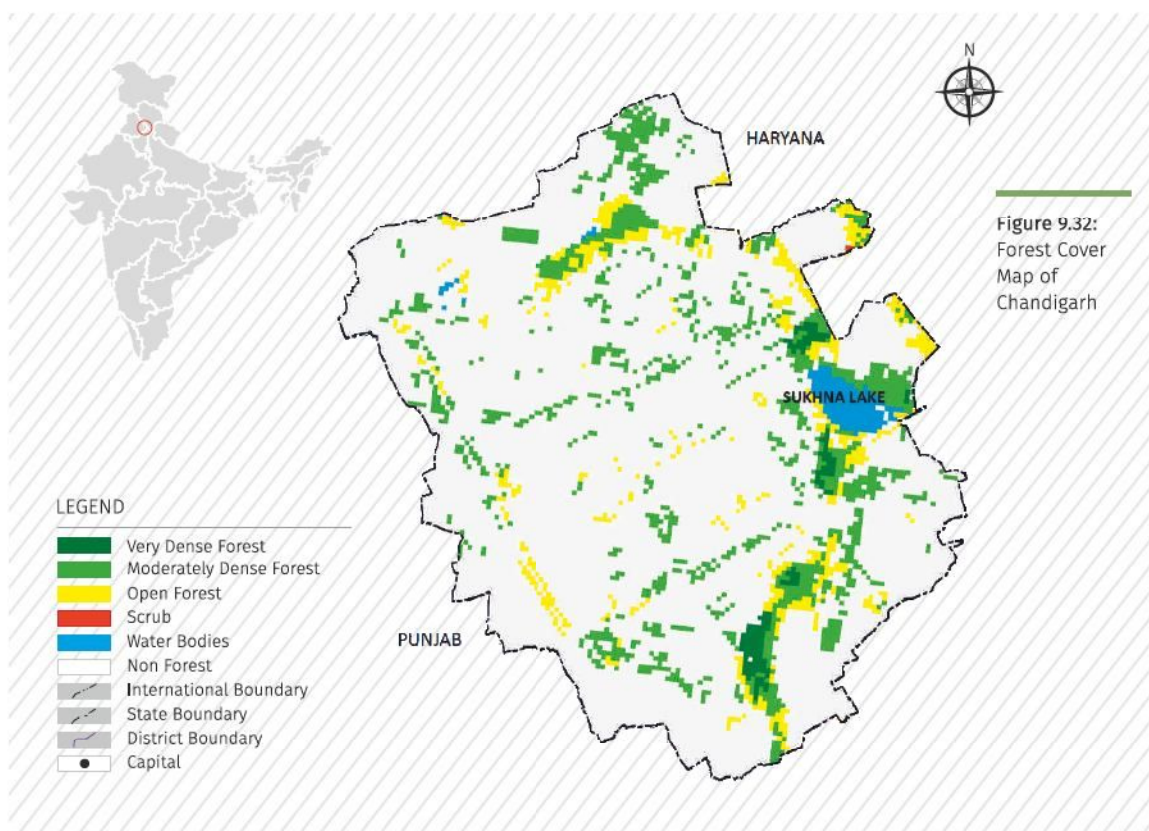 N
HARYANA
Figure 9.32:
Forest Cover
Map of
Chandigarh
SUKHNA LAKE
PUNJAB
LEGEND
Very Dense Forest
Moderately Dense Forest
Open Forest
Scrub
Water Bodies
Non Forest
International Boundary
State Boundary
District Boundary
Capital